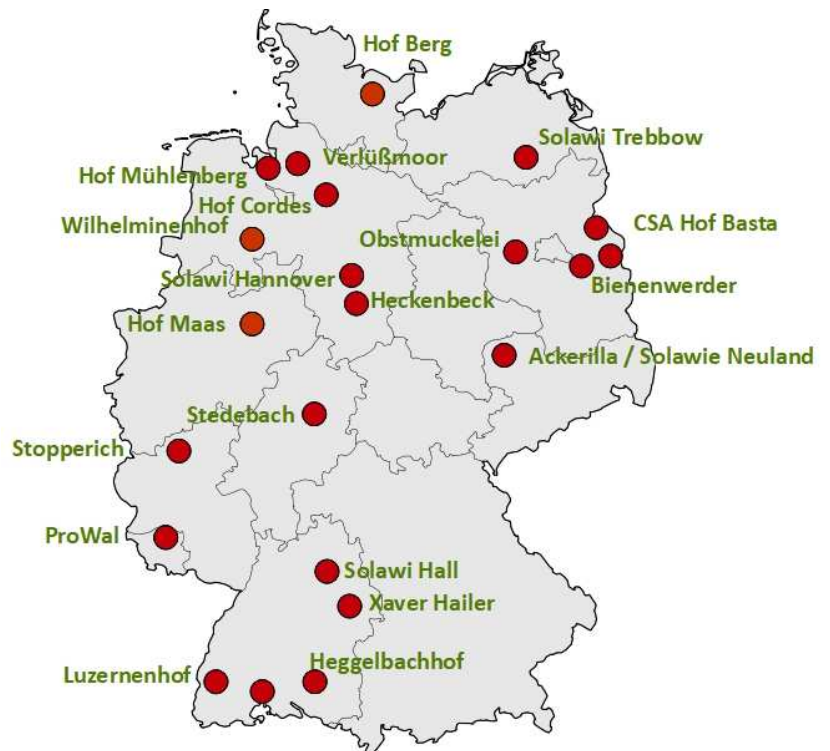 Hof Berg
Solawi Trebbow
Verlüßmoor
Hof Mühlenberg
Hof Cordes
Wilhelminenhof
CSA Hof Basta
Obstmuckelei
Solawi Hannover
Bienenwerder
Heckenbeck
Hof Maas
Ackerilla / Solawie Neuland
Stedebach
Stopperich
ProWal
Solawi Hall
Xaver Hailer
Heggelbachhof
Luzernenhof